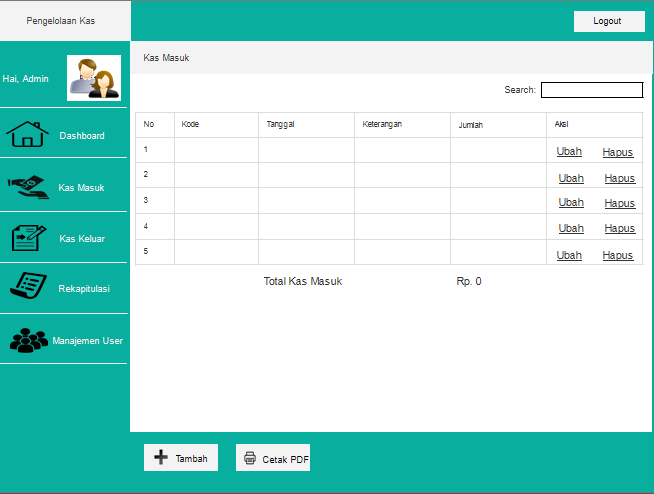 Pengelolaan Kas
Logout
Hai, Admin
Kas Masuk
Search:
No Kode Tanggal Keterangan Jumlah Aksi
1 Ubah Hapus
2 Ubah Hapus
3 Ubah Hapus
4 Ubah Hapus
5 Ubah Hapus
Total Kas Masuk Rp. 0
Dashboard
Kas Masuk
Kas Keluar
Rekapitulasi
Manajemen User
Tambah
Cetak PDF